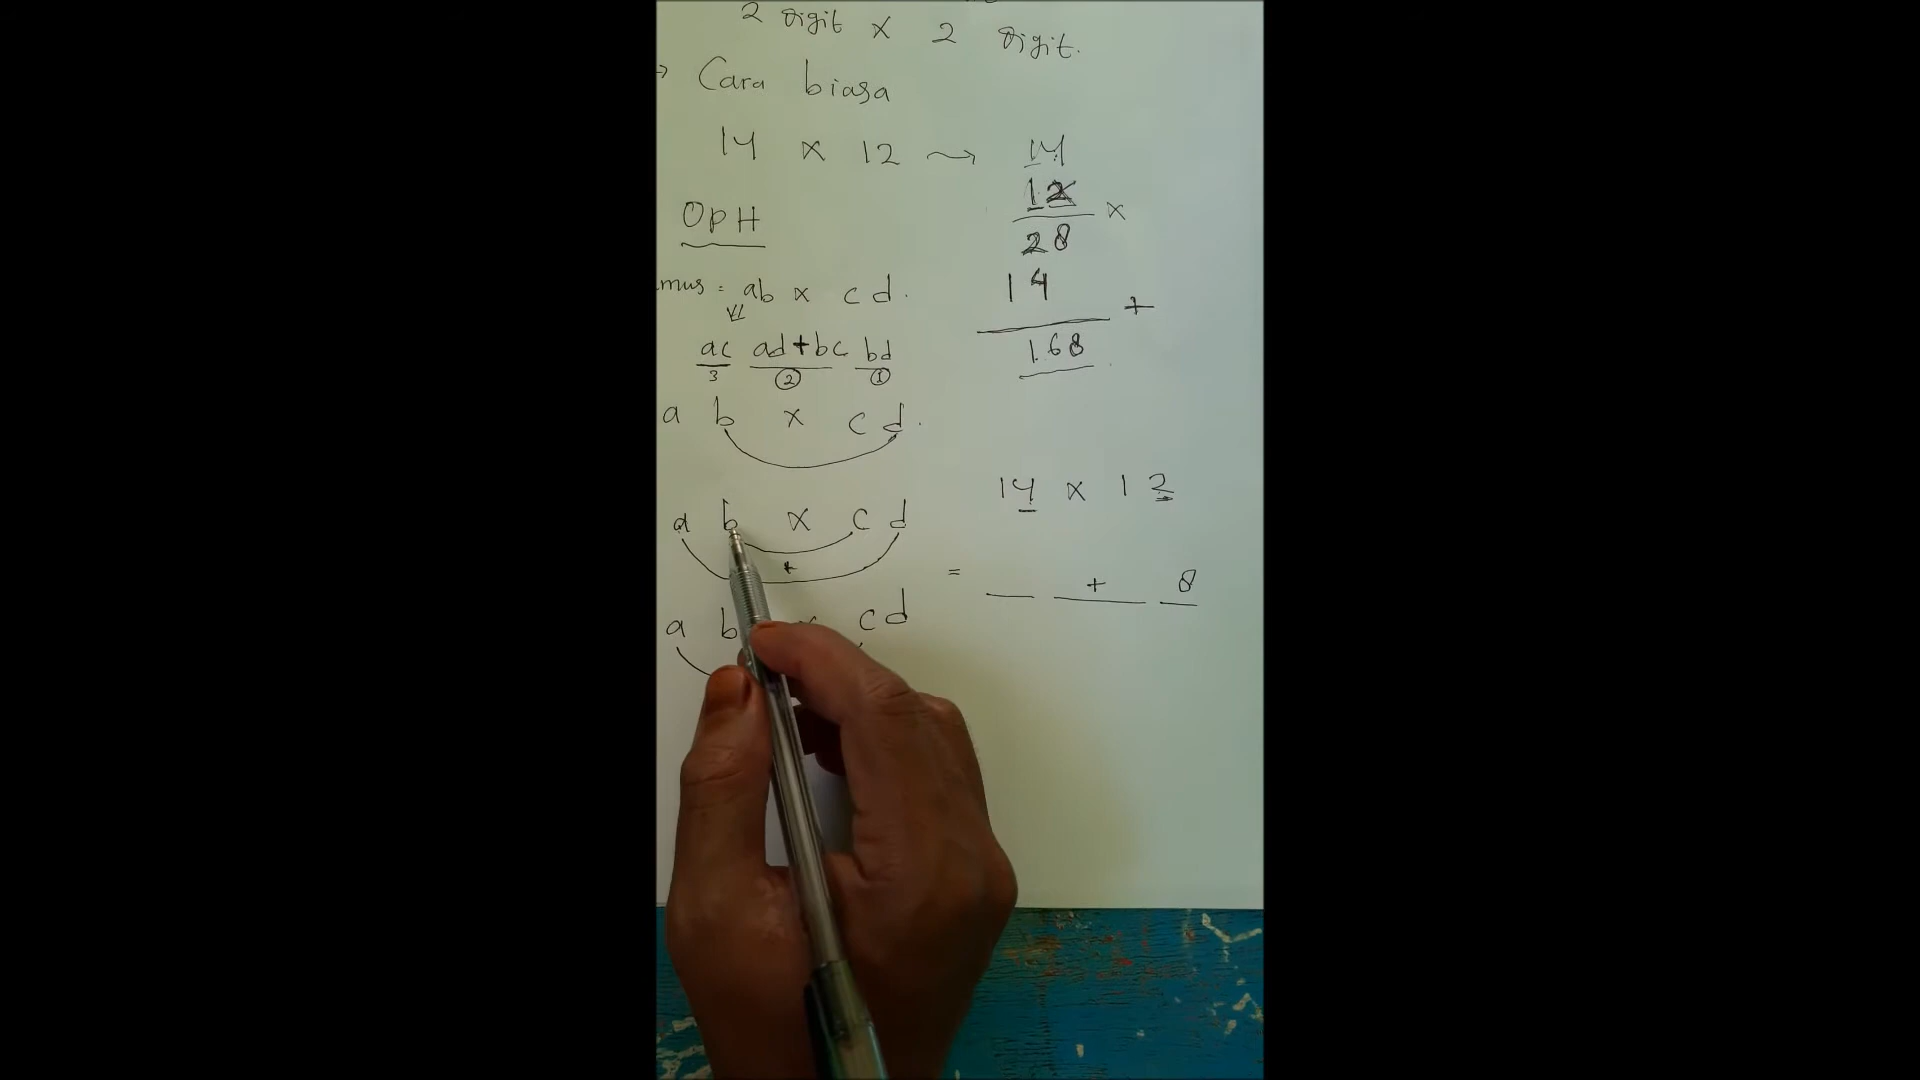 2 digit x 2 digit.
→ Cara biasa
14 x 12 ⤳ 14
12 x
28
14 +
168
OPH
mus = ab x cd.
ac ad+bc bd
3 2 1
a b x c d.
14 x 12
a b x c d
+
= __ + 8
a b x c d